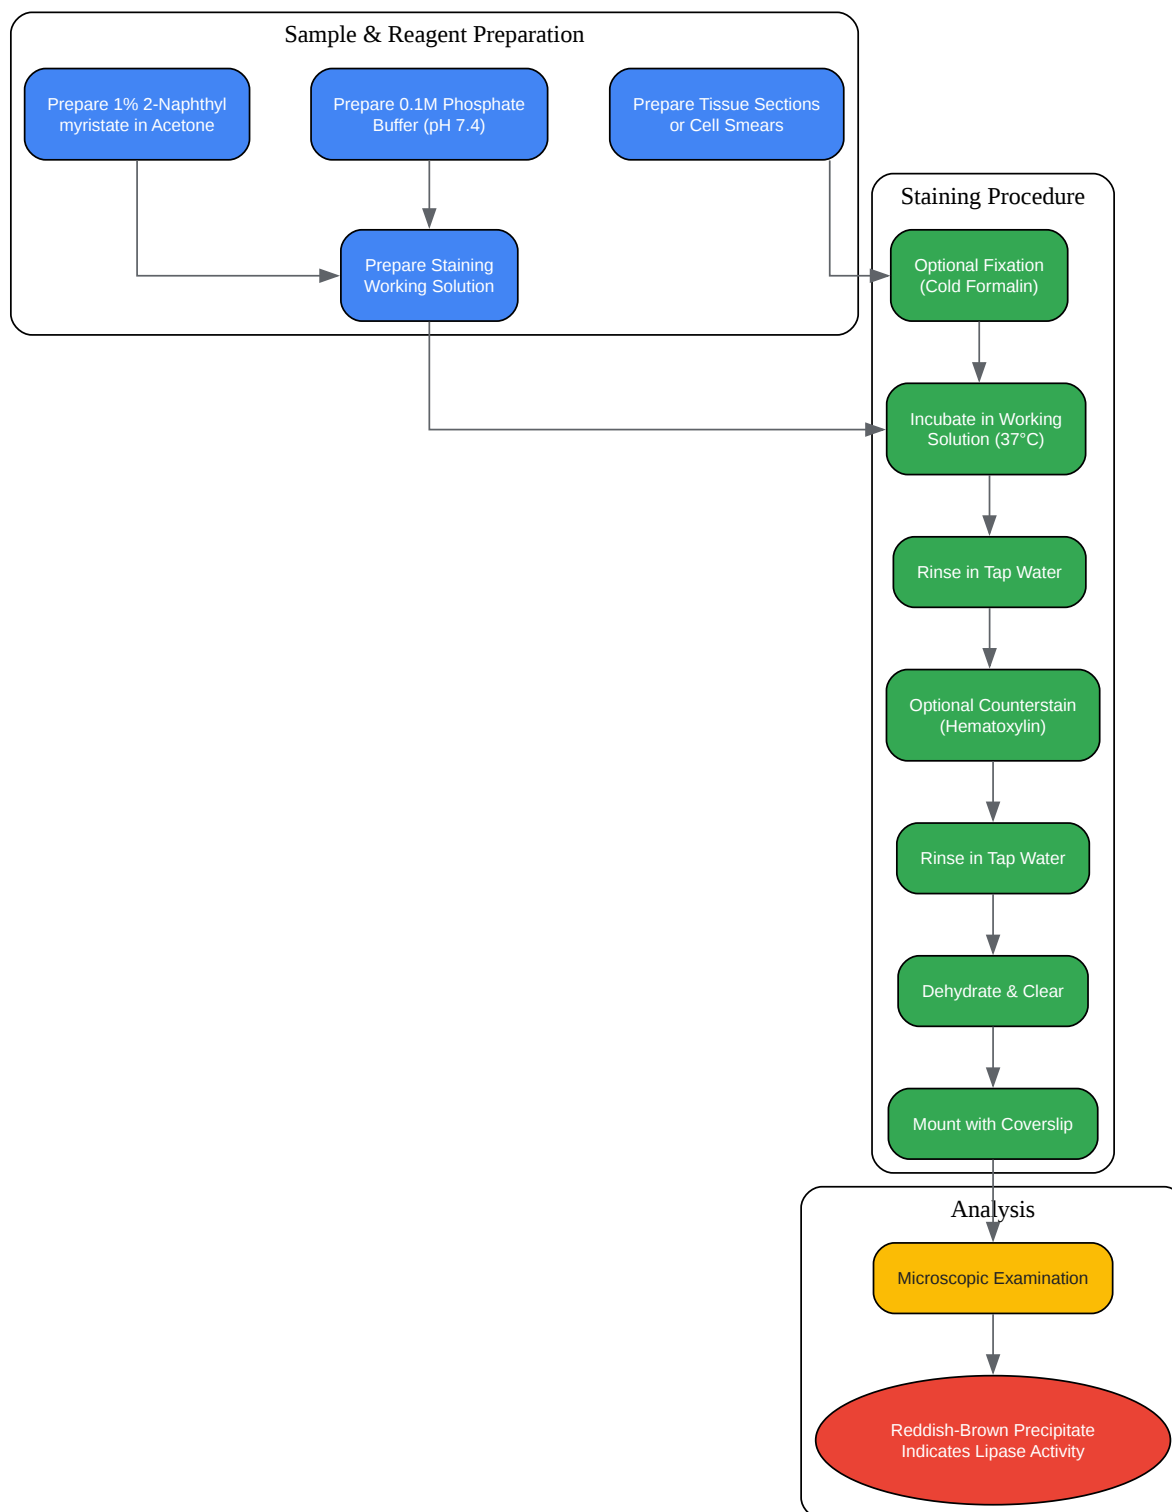 Sample & Reagent Preparation
Prepare 1% 2-Naphthyl
myristate in Acetone
Prepare 0.1M Phosphate
Buffer (pH 7.4)
Prepare Tissue Sections
or Cell Smears
Prepare Staining
Working Solution
Staining Procedure
Optional Fixation
(Cold Formalin)
Incubate in Working
Solution (37°C)
Rinse in Tap Water
Optional Counterstain
(Hematoxylin)
Rinse in Tap Water
Dehydrate & Clear
Mount with Coverslip
Analysis
Microscopic Examination
Reddish-Brown Precipitate
Indicates Lipase Activity